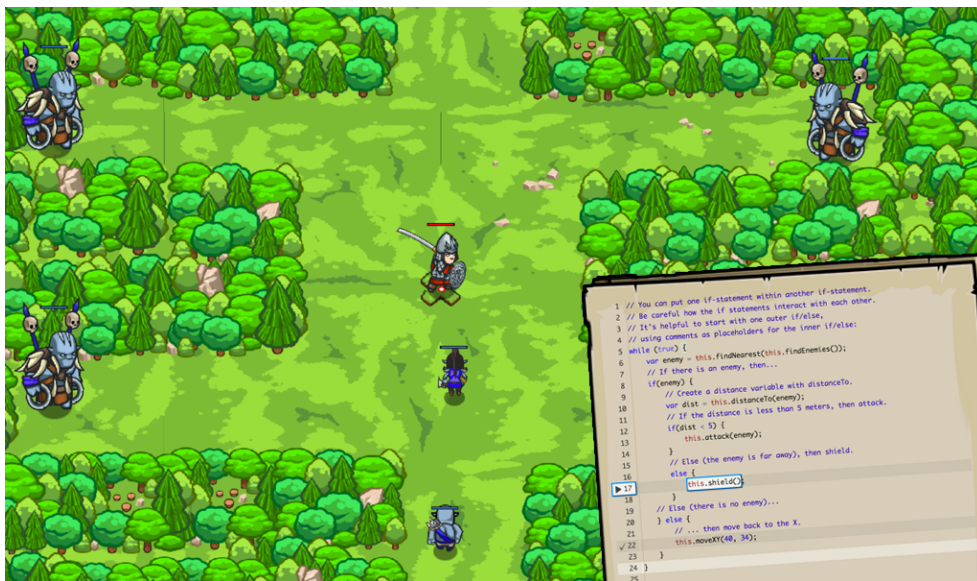 1 // You can put one if-statement within another if-statement.
2 // Be careful how the if statements interact with each other.
3 // It's helpful to start with one outer if/else,
4 // using comments as placeholders for the inner if/else:
5 while (true) {
6 var enemy = this.findNearest(this.findEnemies());
7 // If there is an enemy, then...
8 if(enemy) {
9 // Create a distance variable with distanceTo.
10 var dist = this.distanceTo(enemy);
11 // If the distance is less than 5 meters, then attack.
12 if(dist < 5) {
13 this.attack(enemy);
14 }
15 // Else (the enemy is far away), then shield.
16 else {
17 this.shield();
18 }
19 // Else (there is no enemy)...
20 } else {
21 // ... then move back to the X.
22 this.moveXY(40, 34);
23 }
24 }
25